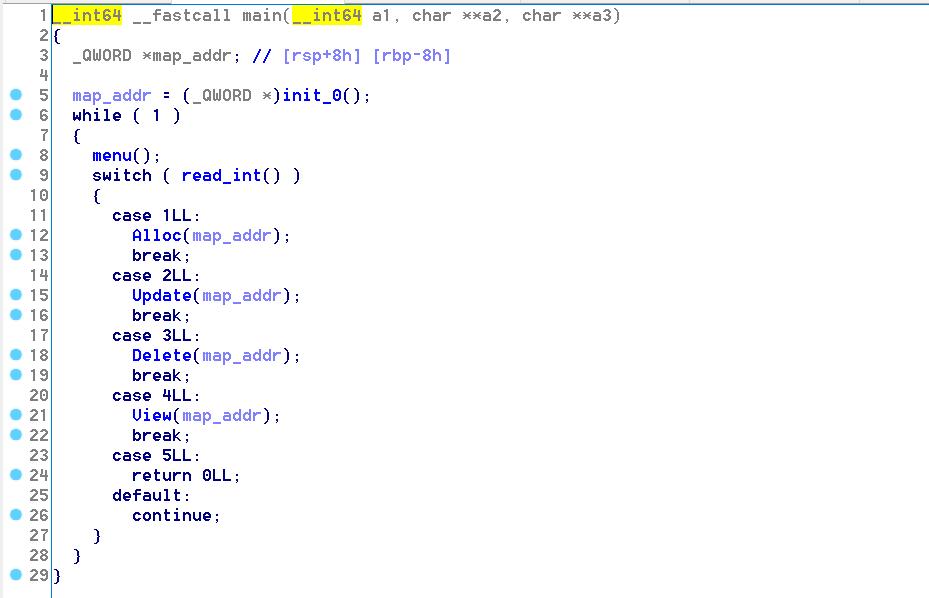 1 __int64 __fastcall main(__int64 a1, char **a2, char **a3)
2 {
3   _QWORD *map_addr; // [rsp+8h] [rbp-8h]
4
5   map_addr = (_QWORD *)init_0();
6   while ( 1 )
7   {
8     menu();
9     switch ( read_int() )
10     {
11       case 1LL:
12         Alloc(map_addr);
13         break;
14       case 2LL:
15         Update(map_addr);
16         break;
17       case 3LL:
18         Delete(map_addr);
19         break;
20       case 4LL:
21         View(map_addr);
22         break;
23       case 5LL:
24         return 0LL;
25       default:
26         continue;
27     }
28   }
29 }